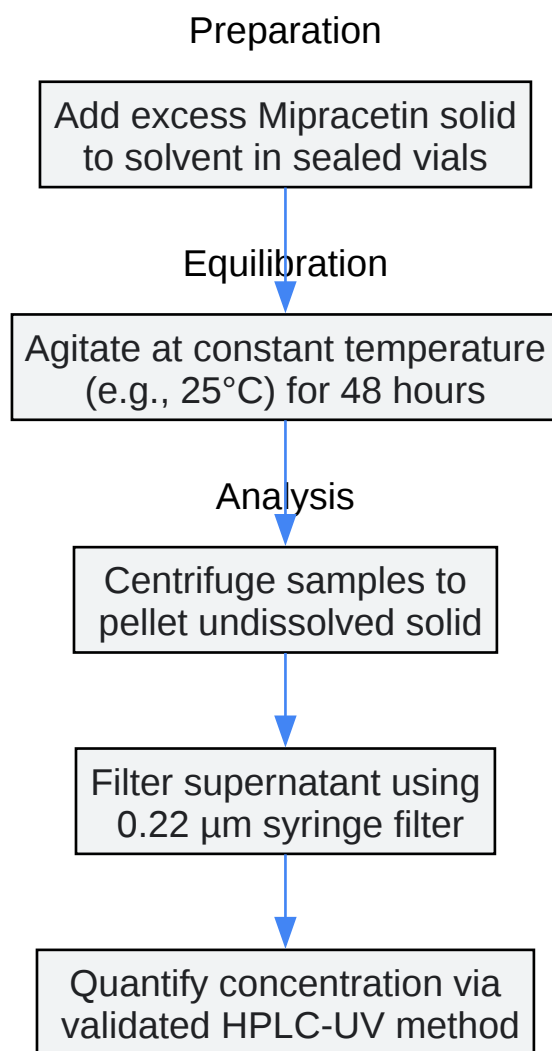 Preparation
Add excess Mipracetin solid
to solvent in sealed vials
Equilibration
Agitate at constant temperature
(e.g., 25°C) for 48 hours
Analysis
Centrifuge samples to
pellet undissolved solid
Filter supernatant using
0.22 µm syringe filter
Quantify concentration via
validated HPLC-UV method